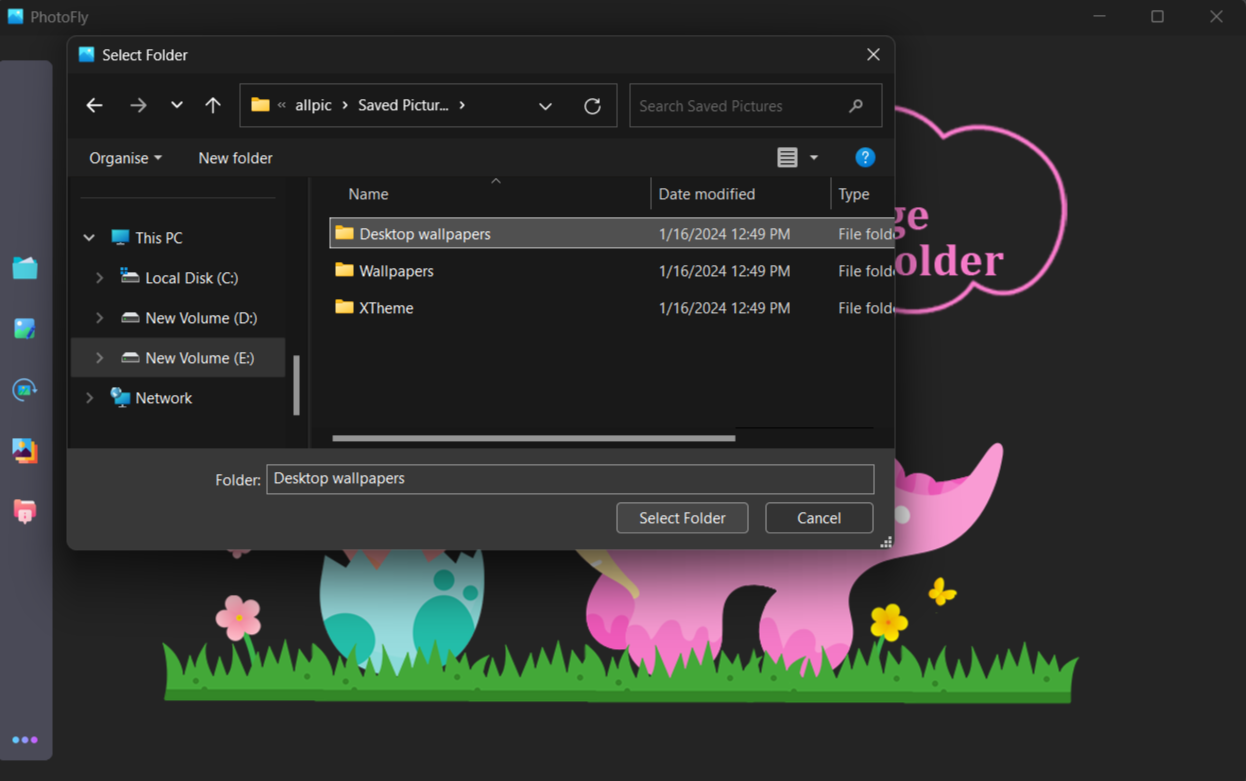 PhotoFly
Select Folder
« allpic › Saved Pictur... ›
Search Saved Pictures
Organise
New folder
?
Name
Date modified
Type
This PC
Local Disk (C:)
New Volume (D:)
New Volume (E:)
Network
Desktop wallpapers 1/16/2024 12:49 PM File fold
Wallpapers 1/16/2024 12:49 PM File fold
XTheme 1/16/2024 12:49 PM File fold
ge
older
Folder: Desktop wallpapers
Select Folder
Cancel